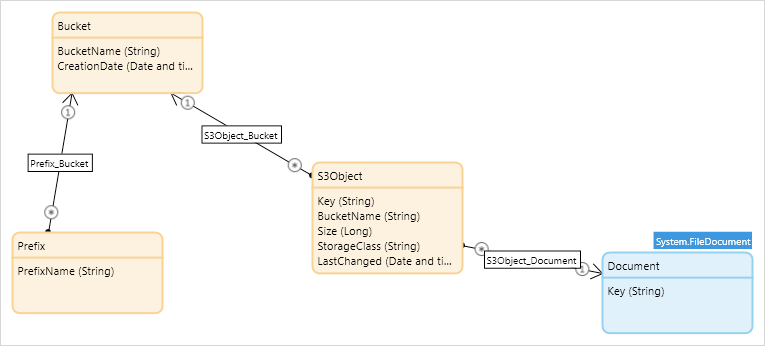 Bucket
BucketName (String)
CreationDate (Date and ti...
1
1
S3Object_Bucket
Prefix_Bucket
*
S3Object
Key (String)
BucketName (String)
Size (Long)
StorageClass (String)
LastChanged (Date and ti...
*
Prefix
PrefixName (String)
*
S3Object_Document
1
System.FileDocument
Document
Key (String)